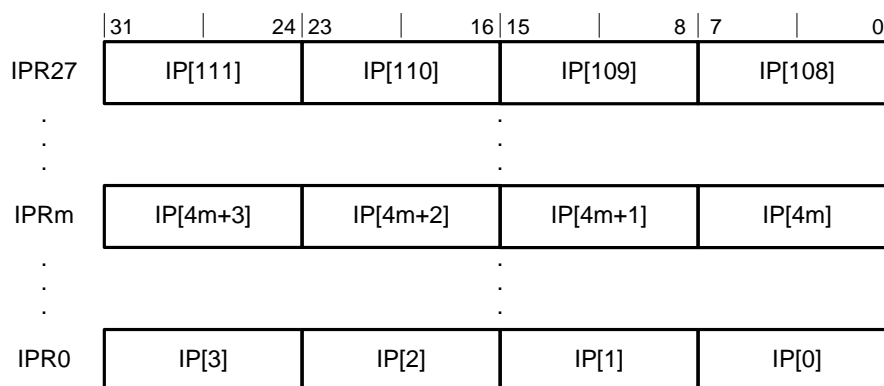 31 24 23 16 15 8 7 0
IPR27 IP[111] IP[110] IP[109] IP[108]
. .
. .
. .
IPRm IP[4m+3] IP[4m+2] IP[4m+1] IP[4m]
. .
. .
. .
IPR0 IP[3] IP[2] IP[1] IP[0]